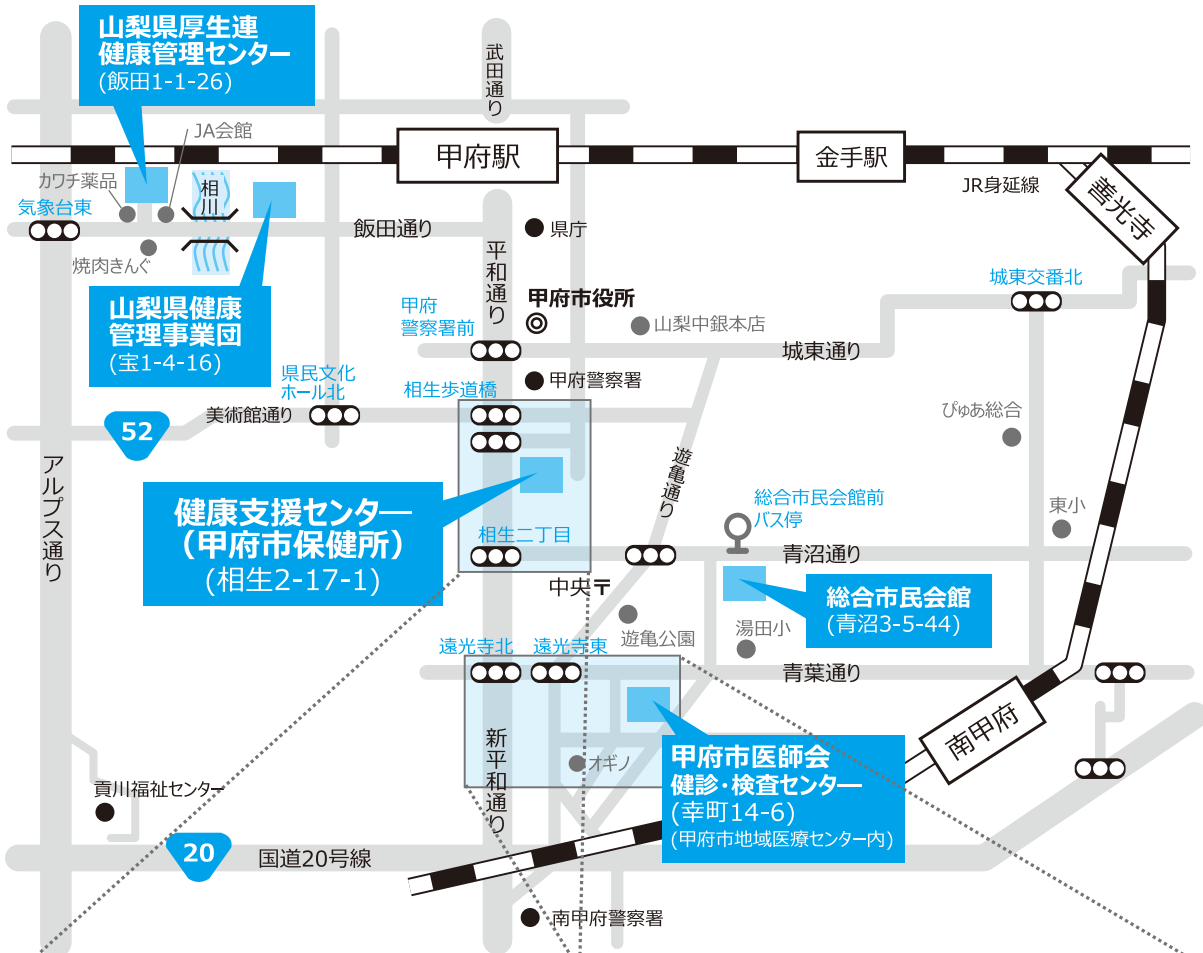 山梨県厚生連
健康管理センター
(飯田1-1-26)
武田通り
JA会館
甲府駅
金手駅
JR身延線
善光寺
カワチ薬品
相川
気象台東
飯田通り
県庁
焼肉きんぐ
平和通り
城東交番北
山梨県健康
管理事業団
(宝1-4-16)
甲府
警察署前
甲府市役所
山梨中銀本店
城東通り
県民文化
ホール北
相生歩道橋
甲府警察署
美術館通り
52
ぴゅあ総合
アルプス通り
遊亀通り
健康支援センター
(甲府市保健所)
(相生2-17-1)
総合市民会館前
バス停
東小
相生二丁目
青沼通り
中央〒
総合市民会館
(青沼3-5-44)
遊亀公園
湯田小
遠光寺北
遠光寺東
青葉通り
南甲府
新平和通り
オギノ
甲府市医師会
健診・検査センター
(幸町14-6)
(甲府市地域医療センター内)
貢川福祉センター
20
国道20号線
南甲府警察署